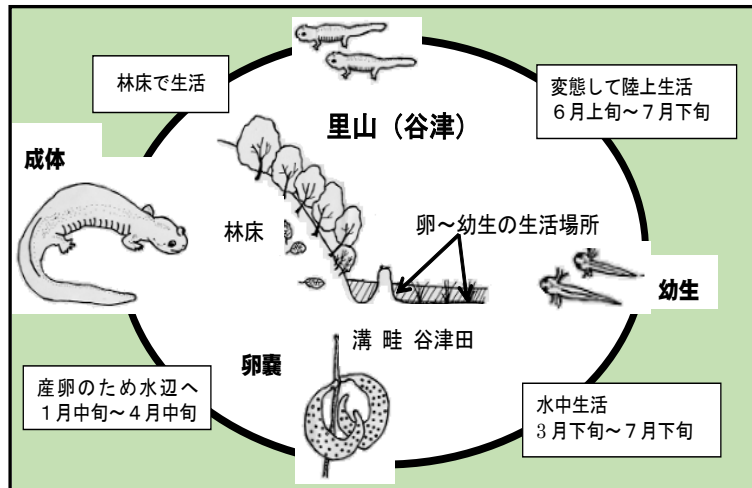 林床で生活
変態して陸上生活
６月上旬～７月下旬
里山（谷津）
成体
林床
卵～幼生の生活場所
幼生
溝 畦 谷津田
卵嚢
産卵のため水辺へ
１月中旬～４月中旬
水中生活
３月下旬～７月下旬